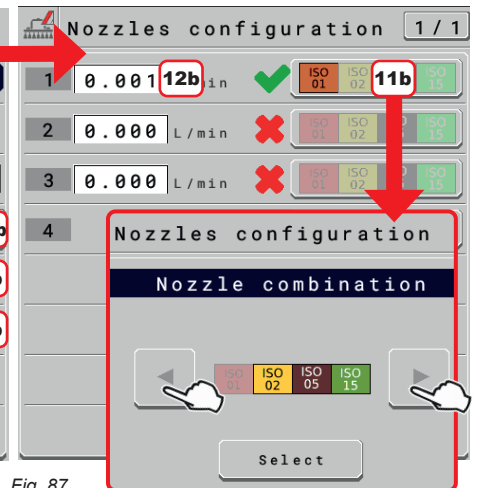 Nozzles configuration 1/1
1 0.001 12b in ISO 01 ISO 02 11b ISO 15
2 0.000 L/min ISO 01 ISO 02 ISO 15
3 0.000 L/min ISO 01 ISO 02 ISO 15
4
Nozzles configuration
Nozzle combination
ISO 01 ISO 02 ISO 05 ISO 15
Select
Fig. 87